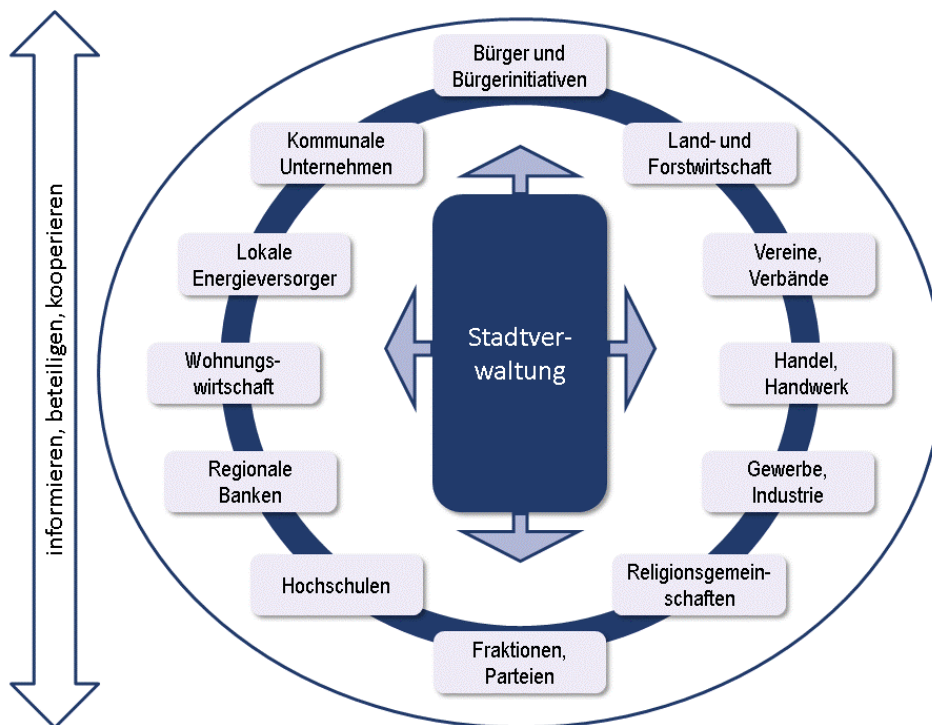 informieren, beteiligen, kooperieren
Bürger und
Bürgerinitiativen
Kommunale
Unternehmen
Land- und
Forstwirtschaft
Lokale
Energieversorger
Vereine,
Verbände
Stadtver-
waltung
Wohnungs-
wirtschaft
Handel,
Handwerk
Regionale
Banken
Gewerbe,
Industrie
Hochschulen
Religionsgemein-
schaften
Fraktionen,
Parteien